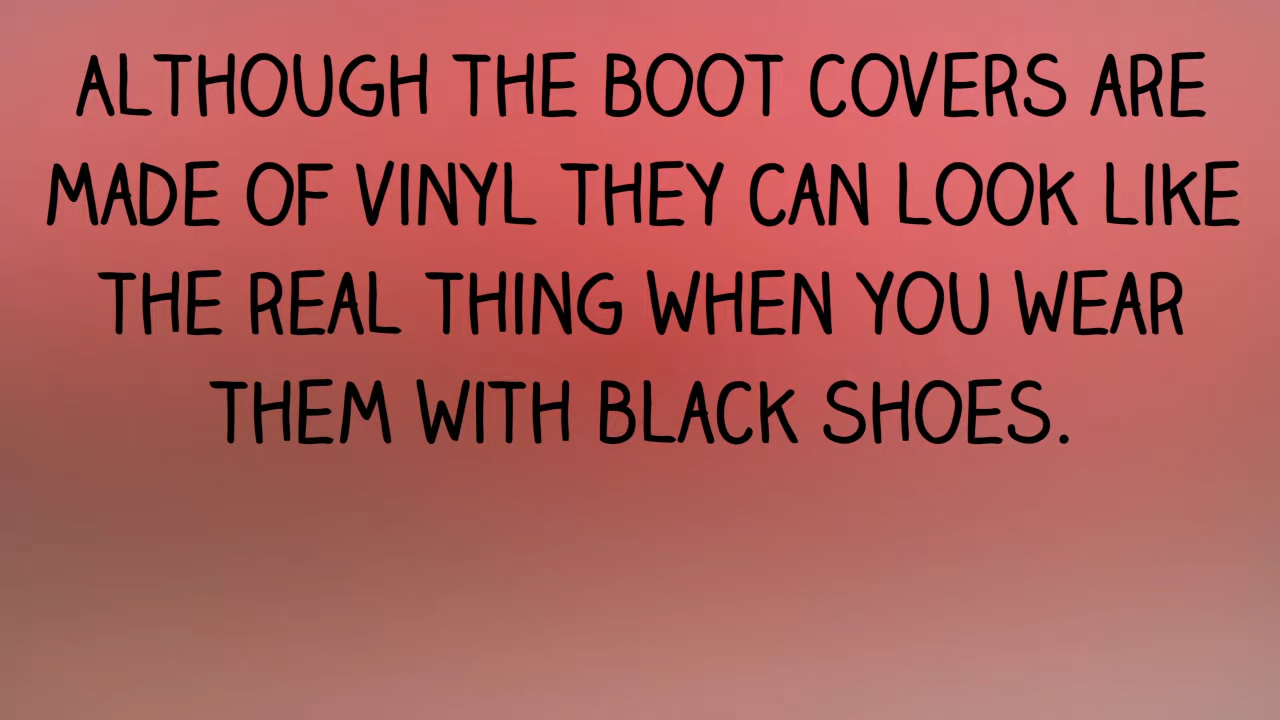 ALTHOUGH THE BOOT COVERS ARE
MADE OF VINYL THEY CAN LOOK LIKE
THE REAL THING WHEN YOU WEAR
THEM WITH BLACK SHOES.